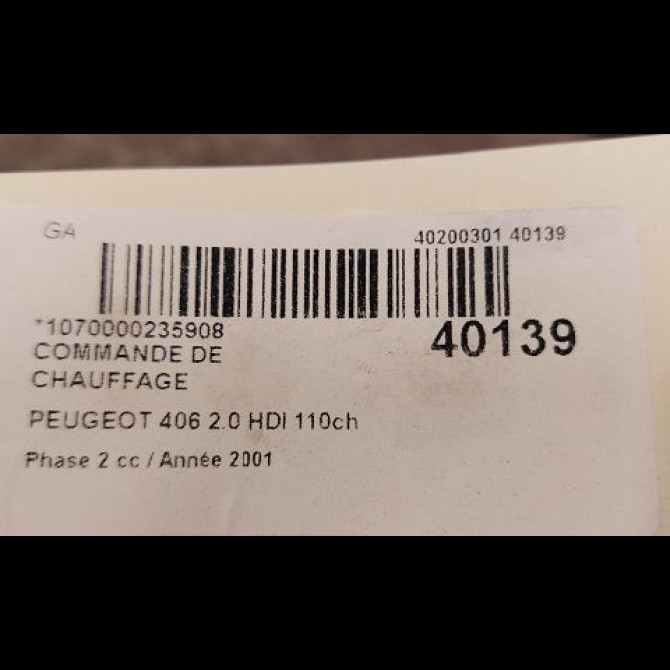 GA
40200301 40139
*1070000235908
40139
COMMANDE DE
CHAUFFAGE
PEUGEOT 406 2.0 HDI 110ch
Phase 2 cc / Année 2001